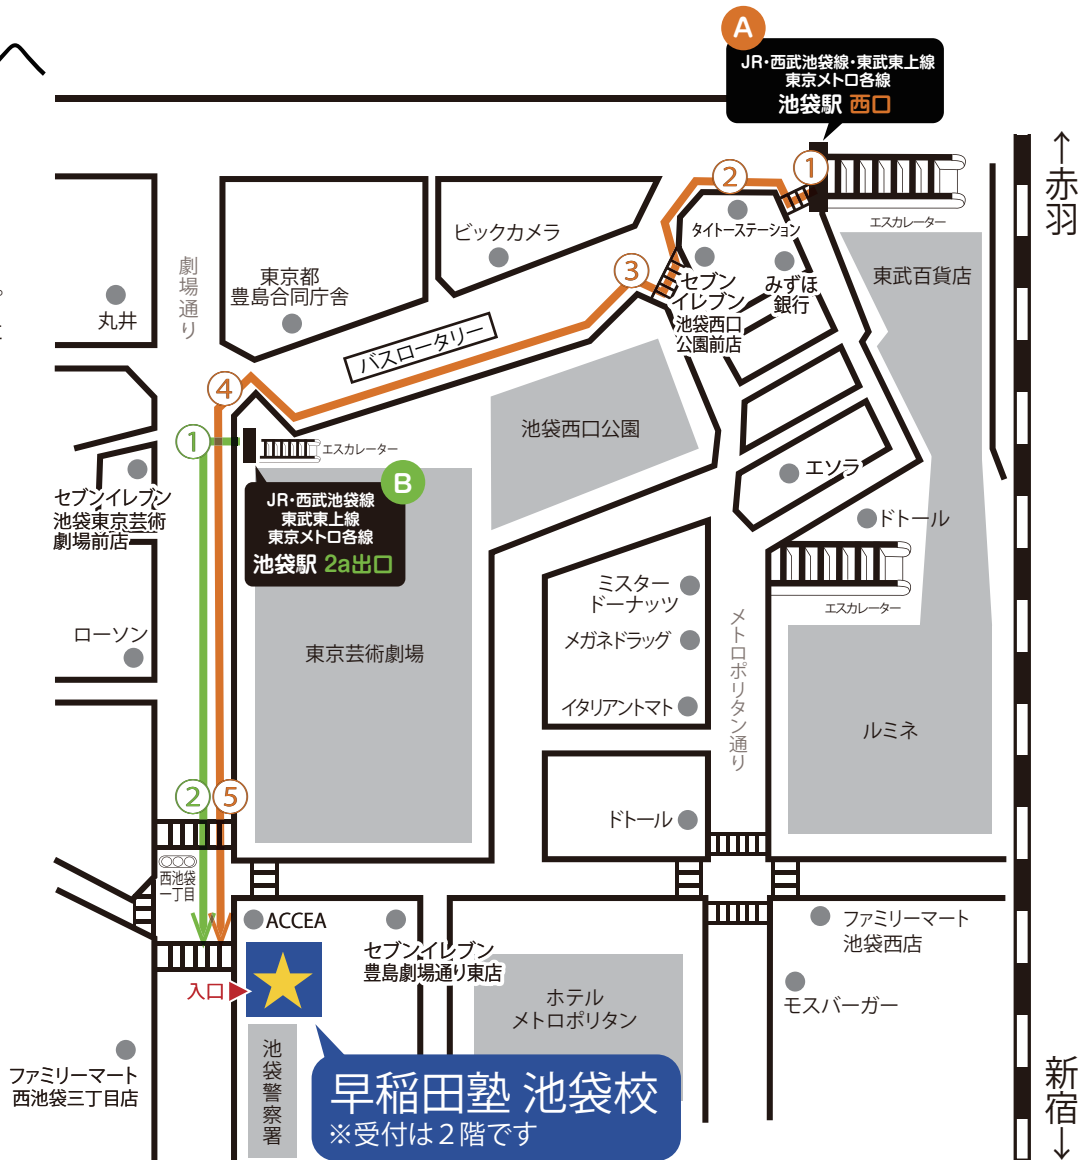 A
JR・西武池袋線・東武東上線
東京メトロ各線
池袋駅 西口
↑赤羽
①
②
エスカレーター
タイトーステーション
ビックカメラ
東武百貨店
劇場通り
東京都
豊島合同庁舎
③
セブン
イレブン
池袋西口
公園前店
みずほ
銀行
丸井
バスロータリー
④
①
エスカレーター
池袋西口公園
エソラ
セブンイレブン
池袋東京芸術
劇場前店
B
JR・西武池袋線
東武東上線
東京メトロ各線
池袋駅 2a出口
ドトール
エスカレーター
ミスター
ドーナッツ
メガネドラッグ
イタリアントマト
メトロポリタン通り
ローソン
東京芸術劇場
ルミネ
②
⑤
ドトール
西池袋
一丁目
ACCEA
セブンイレブン
豊島劇場通り東店
ファミリーマート
池袋西店
入口
ホテル
メトロポリタン
モスバーガー
ファミリーマート
西池袋三丁目店
池袋警察署
早稲田塾 池袋校
※受付は２階です
新宿↓